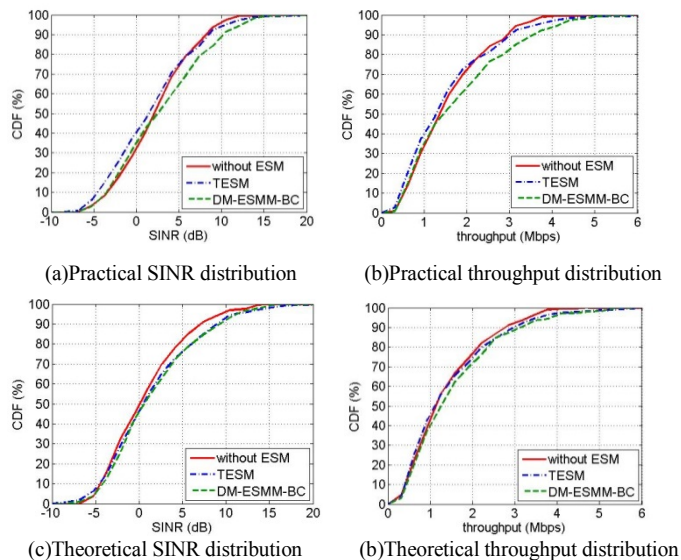 100
90
80
70
60
50
40
30
20
10
0
CDF (%)
without ESM
TESM
DM-ESMM-BC
-10 -5 0 5 10 15 20
SINR (dB)
(a)Practical SINR distribution
100
90
80
70
60
50
40
30
20
10
0
CDF (%)
without ESM
TESM
DM-ESMM-BC
0 1 2 3 4 5 6
throughput (Mbps)
(b)Practical throughput distribution
100
90
80
70
60
50
40
30
20
10
0
CDF (%)
without ESM
TESM
DM-ESMM-BC
-10 -5 0 5 10 15 20
SINR (dB)
(c)Theoretical SINR distribution
100
90
80
70
60
50
40
30
20
10
0
CDF (%)
without ESM
TESM
DM-ESMM-BC
0 1 2 3 4 5 6
throughput (Mbps)
(b)Theoretical throughput distribution